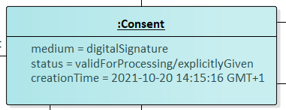 :Consent
medium = digitalSignature
status = validForProcessing/explicitlyGiven
creationTime = 2021-10-20 14:15:16 GMT+1